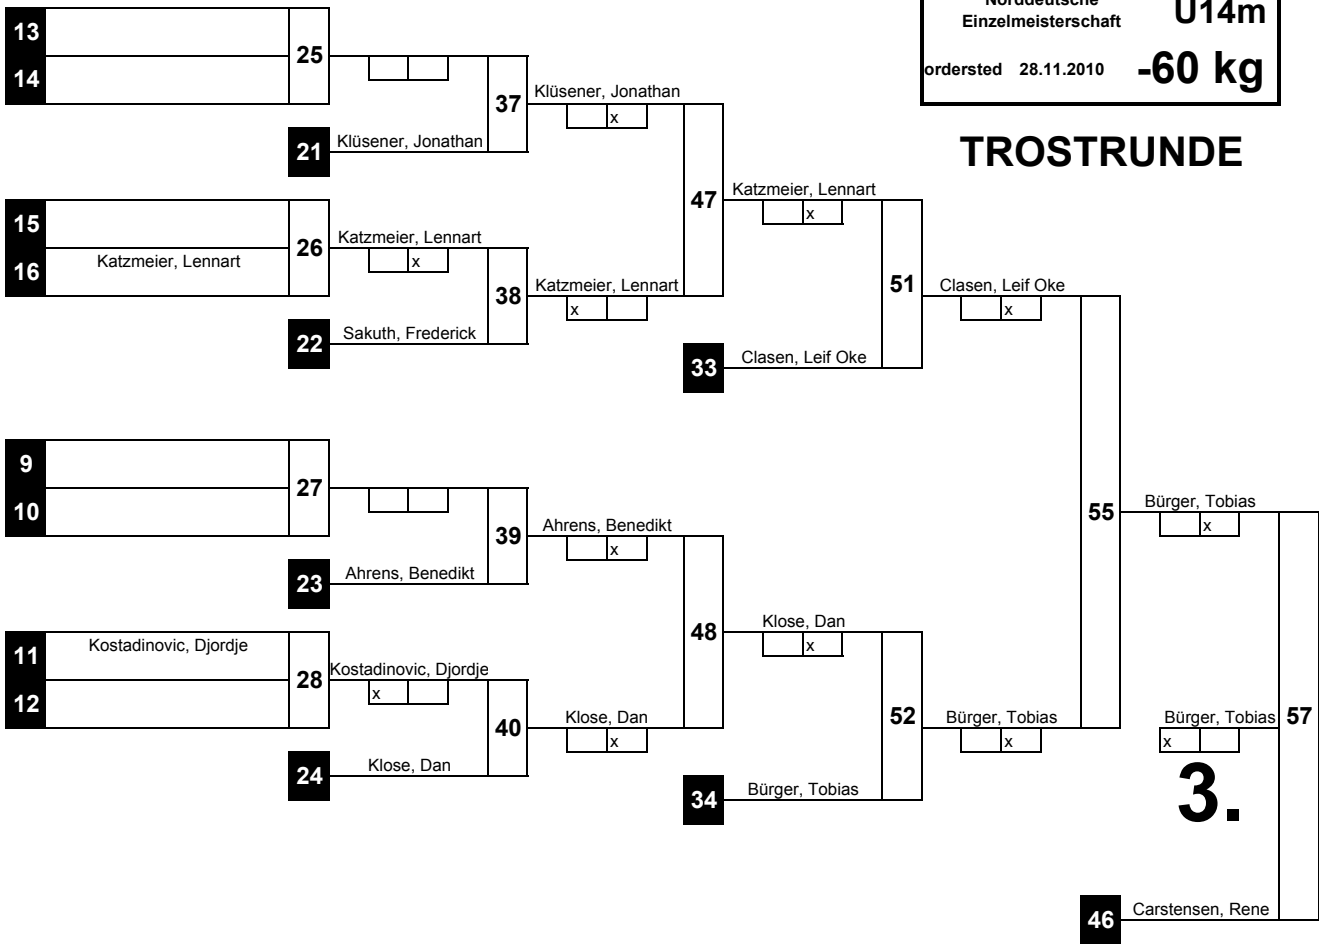 Norddeutsche
Einzelmeisterschaft
U14m
ordersted 28.11.2010
-60 kg
TROSTRUNDE
13
14
25
21
Klüsener, Jonathan
37
Klüsener, Jonathan
x
15
16
Katzmeier, Lennart
26
Katzmeier, Lennart
x
22
Sakuth, Frederick
38
Katzmeier, Lennart
x
47
Katzmeier, Lennart
x
33
Clasen, Leif Oke
51
Clasen, Leif Oke
x
9
10
27
23
Ahrens, Benedikt
39
Ahrens, Benedikt
x
11
12
Kostadinovic, Djordje
28
Kostadinovic, Djordje
x
24
Klose, Dan
40
Klose, Dan
x
48
Klose, Dan
x
34
Bürger, Tobias
52
Bürger, Tobias
x
55
Bürger, Tobias
x
Bürger, Tobias
x
57
3.
46
Carstensen, Rene